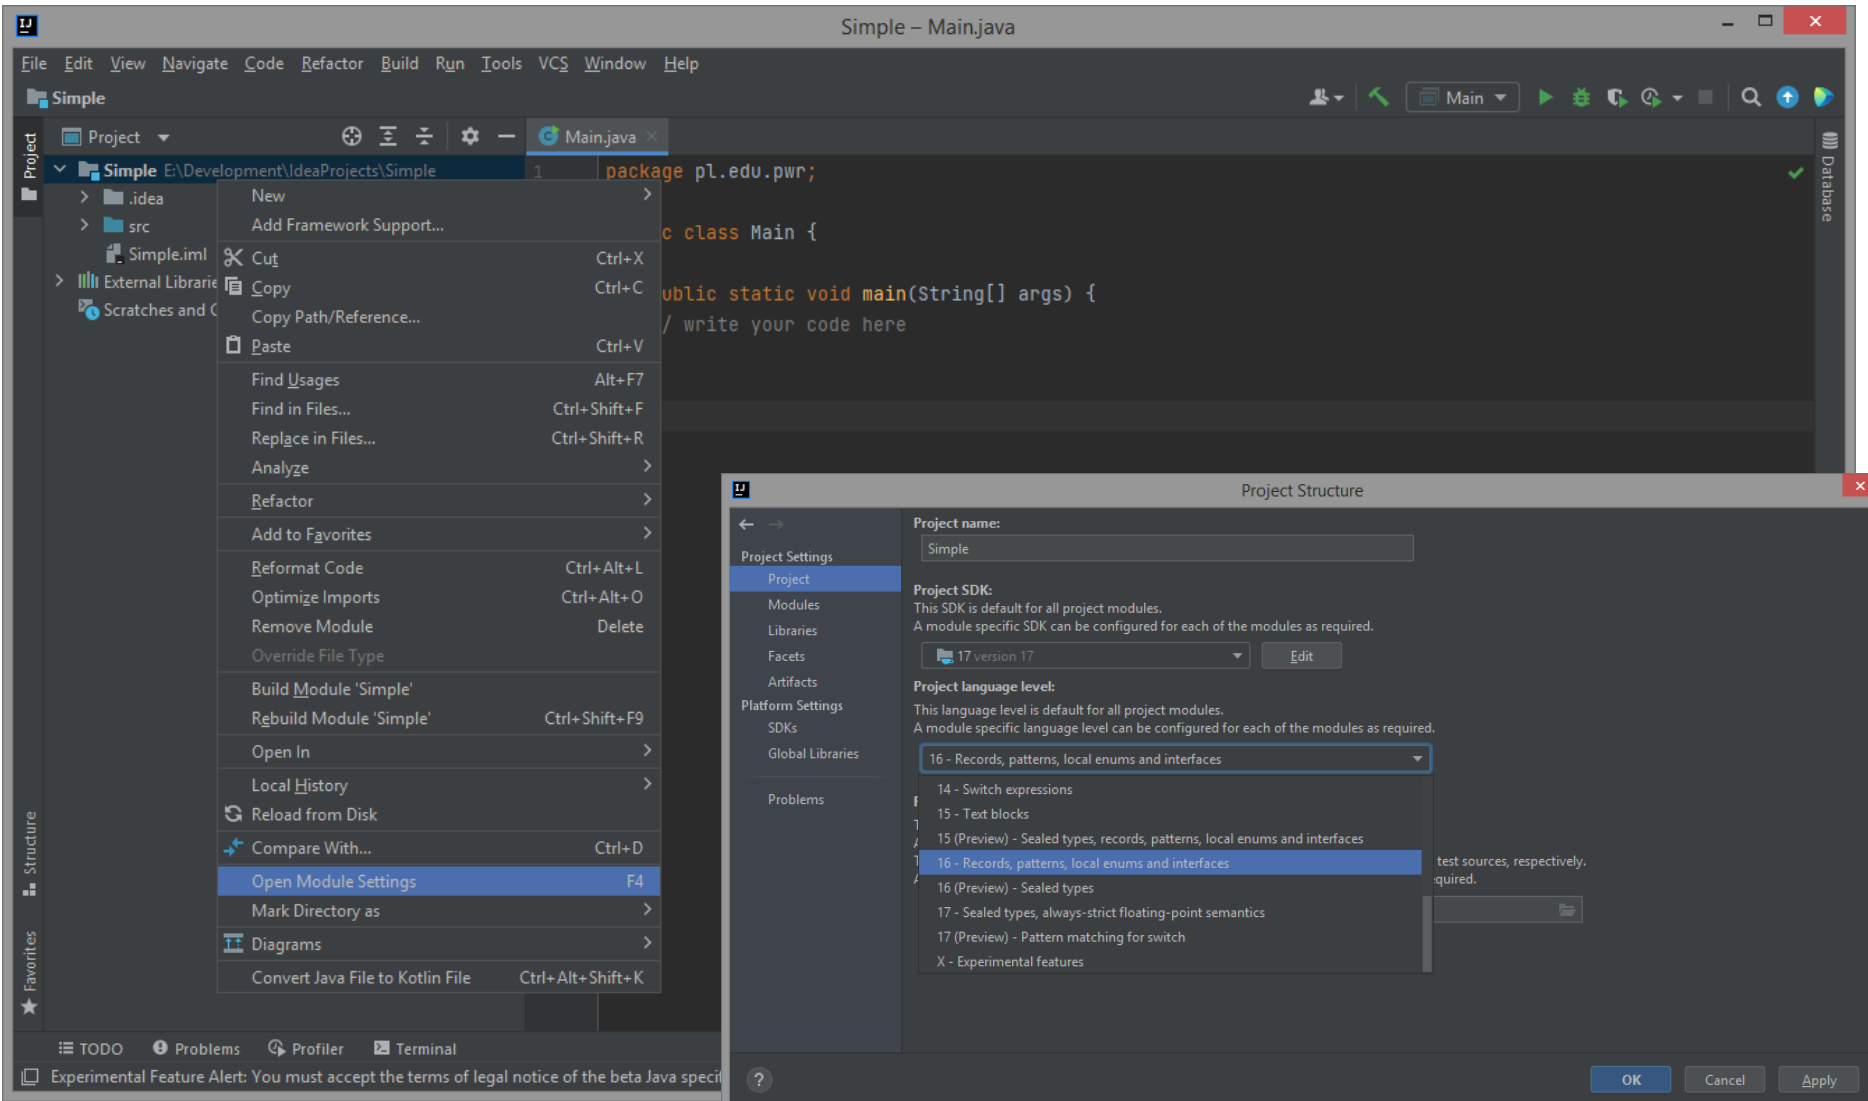 Simple – Main.java
File Edit View Navigate Code Refactor Build Run Tools VCS Window Help
Simple
Main
Project
Project
Main.java
Database
Simple E:\Development\IdeaProjects\Simple
.idea
src
Simple.iml
External Librarie
Scratches and C
1
package pl.edu.pwr;
c class Main {
ublic static void main(String[] args) {
/ write your code here
New
Add Framework Support...
Cut Ctrl+X
Copy Ctrl+C
Copy Path/Reference...
Paste Ctrl+V
Find Usages Alt+F7
Find in Files... Ctrl+Shift+F
Replace in Files... Ctrl+Shift+R
Analyze
Refactor
Add to Favorites
Reformat Code Ctrl+Alt+L
Optimize Imports Ctrl+Alt+O
Remove Module Delete
Override File Type
Build Module 'Simple'
Rebuild Module 'Simple' Ctrl+Shift+F9
Open In
Local History
Reload from Disk
Compare With... Ctrl+D
Open Module Settings F4
Mark Directory as
Diagrams
Convert Java File to Kotlin File Ctrl+Alt+Shift+K
Structure
Favorites
TODO Problems Profiler Terminal
Experimental Feature Alert: You must accept the terms of legal notice of the beta Java specif
Project Structure
Project Settings
Project
Modules
Libraries
Facets
Artifacts
Platform Settings
SDKs
Global Libraries
Problems
Project name:
Simple
Project SDK:
This SDK is default for all project modules.
A module specific SDK can be configured for each of the modules as required.
17 version 17
Edit
Project language level:
This language level is default for all project modules.
A module specific language level can be configured for each of the modules as required.
16 - Records, patterns, local enums and interfaces
14 - Switch expressions
15 - Text blocks
15 (Preview) - Sealed types, records, patterns, local enums and interfaces
16 - Records, patterns, local enums and interfaces
16 (Preview) - Sealed types
17 - Sealed types, always-strict floating-point semantics
17 (Preview) - Pattern matching for switch
X - Experimental features
test sources, respectively.
quired.
?
OK Cancel Apply